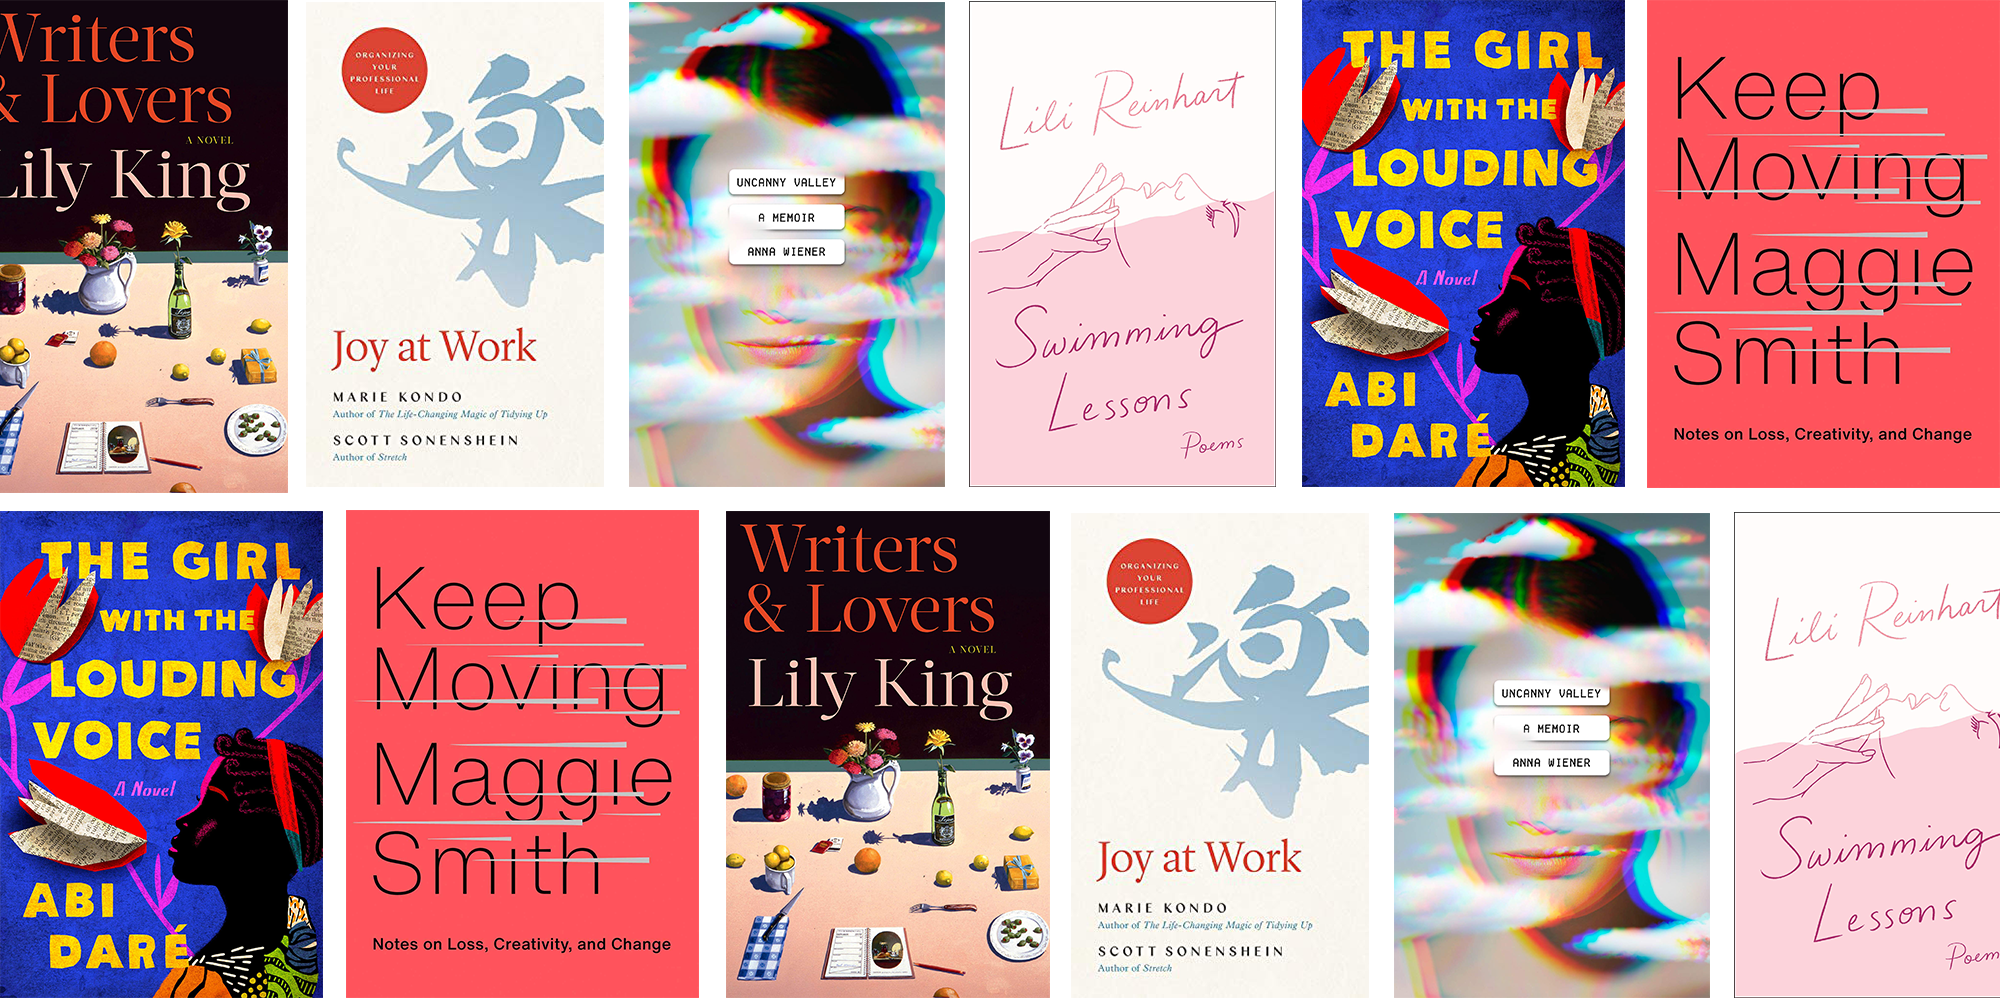 Writers
& Lovers
A NOVEL
Lily King
ORGANIZING
YOUR
PROFESSIONAL
LIFE
楽
Joy at Work
MARIE KONDO
Author of The Life-Changing Magic of Tidying Up
SCOTT SONENSHEIN
Author of Stretch
UNCANNY VALLEY
A MEMOIR
ANNA WIENER
Lili Reinhart
Swimming
Lessons
Poems
THE GIRL
WITH THE
LOUDING
VOICE
A Novel
ABI
DARÉ
Keep
Moving
Maggie
Smith
Notes on Loss, Creativity, and Change
THE GIRL
WITH THE
LOUDING
VOICE
A Novel
ABI
DARÉ
Keep
Moving
Maggie
Smith
Notes on Loss, Creativity, and Change
Writers
& Lovers
A NOVEL
Lily King
ORGANIZING
YOUR
PROFESSIONAL
LIFE
楽
Joy at Work
MARIE KONDO
Author of The Life-Changing Magic of Tidying Up
SCOTT SONENSHEIN
Author of Stretch
UNCANNY VALLEY
A MEMOIR
ANNA WIENER
Lili Reinhart
Swimming
Lessons
Poem